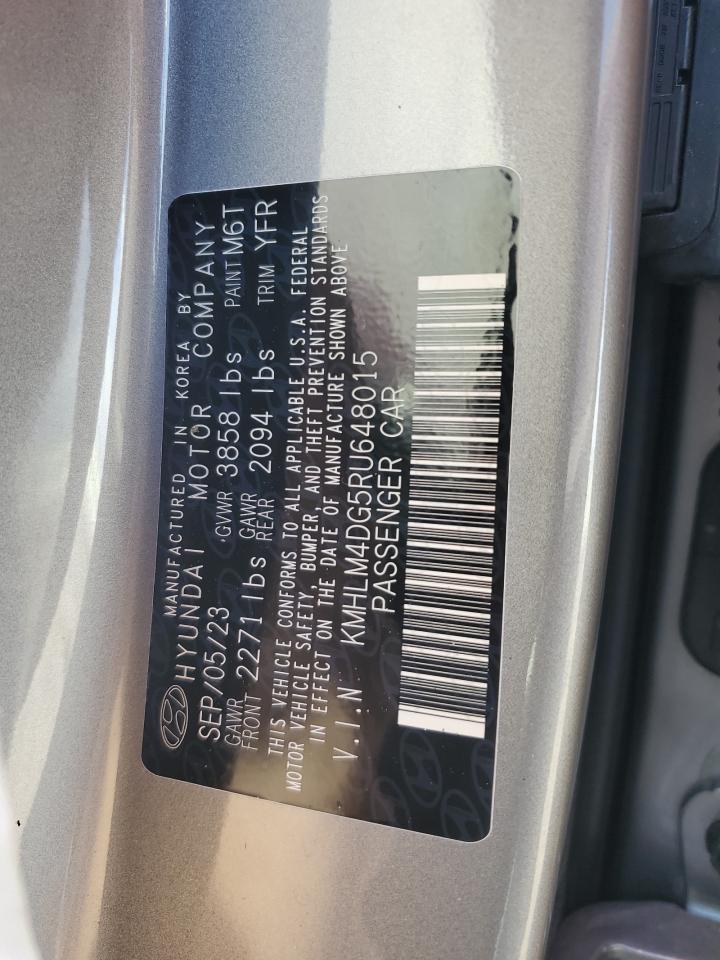 MANUFACTURED IN KOREA BY
HYUNDAI MOTOR COMPANY
SEP/05/23 GVWR 3858 lbs PAINT M6T
GAWR FRONT 2271 lbs GAWR REAR 2094 lbs TRIM YFR
THIS VEHICLE CONFORMS TO ALL APPLICABLE U.S.A. FEDERAL
MOTOR VEHICLE SAFETY, BUMPER, AND THEFT PREVENTION STANDARDS
IN EFFECT ON THE DATE OF MANUFACTURE SHOWN ABOVE
V.I.N KMHLM4DG5RU648015
PASSENGER CAR